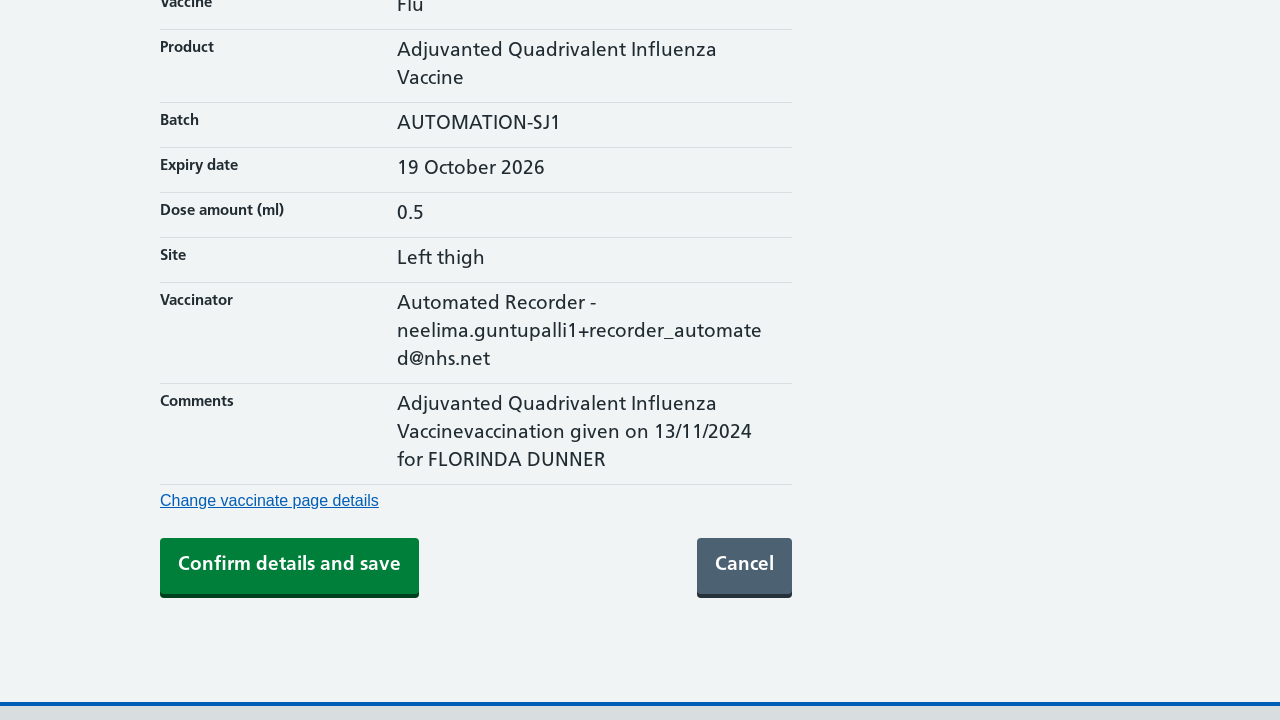 Vaccine
Flu
Product
Adjuvanted Quadrivalent Influenza
Vaccine
Batch
AUTOMATION-SJ1
Expiry date
19 October 2026
Dose amount (ml)
0.5
Site
Left thigh
Vaccinator
Automated Recorder -
neelima.guntupalli1+recorder_automate
d@nhs.net
Comments
Adjuvanted Quadrivalent Influenza
Vaccinevaccination given on 13/11/2024
for FLORINDA DUNNER
Change vaccinate page details
Confirm details and save
Cancel